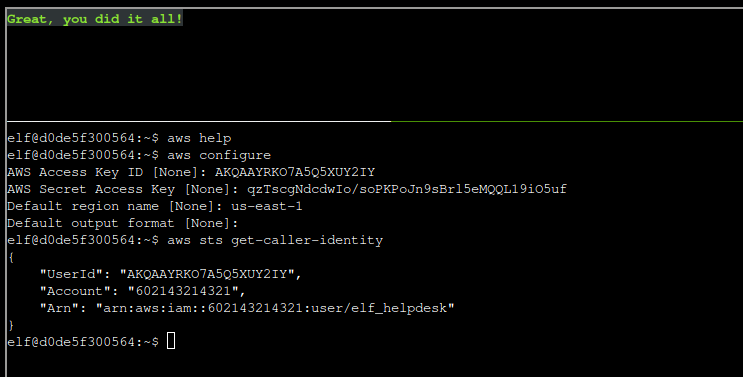 Great, you did it all!
elf@d0de5f300564:~$ aws help
elf@d0de5f300564:~$ aws configure
AWS Access Key ID [None]: AKQAAYRKO7A5Q5XUY2IY
AWS Secret Access Key [None]: qzTscgNdcdwIo/soPKPoJn9sBrl5eMQQL19iO5uf
Default region name [None]: us-east-1
Default output format [None]:
elf@d0de5f300564:~$ aws sts get-caller-identity
{
    "UserId": "AKQAAYRKO7A5Q5XUY2IY",
    "Account": "602143214321",
    "Arn": "arn:aws:iam::602143214321:user/elf_helpdesk"
}
elf@d0de5f300564:~$